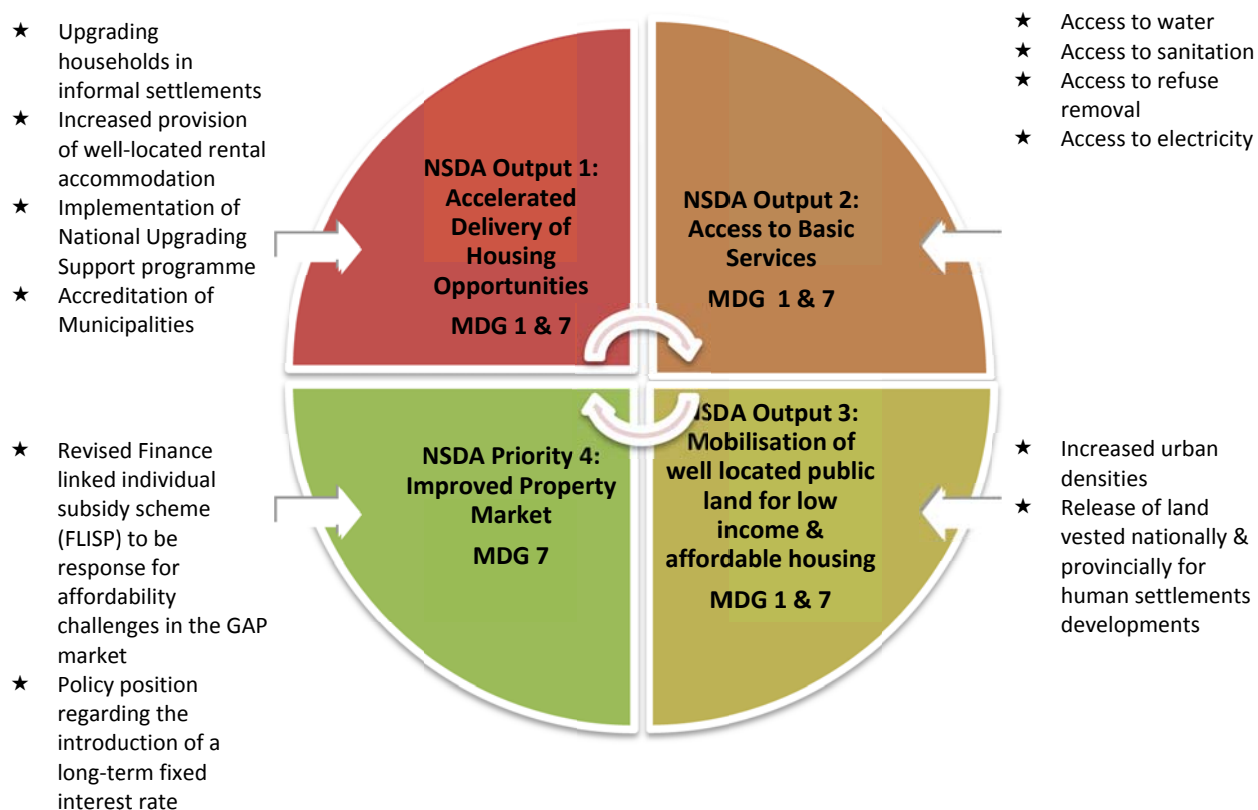 ★ Upgrading
households in
informal settlements
★ Increased provision
of well-located rental
accommodation
★ Implementation of
National Upgrading
Support programme
★ Accreditation of
Municipalities
NSDA Output 1:
Accelerated
Delivery of
Housing
Opportunities
MDG 1 & 7
★ Access to water
★ Access to sanitation
★ Access to refuse
removal
★ Access to electricity
NSDA Output 2:
Access to Basic
Services
MDG 1 & 7
★ Revised Finance
linked individual
subsidy scheme
(FLISP) to be
response for
affordability
challenges in the GAP
market
★ Policy position
regarding the
introduction of a
long-term fixed
interest rate
NSDA Priority 4:
Improved Property
Market
MDG 7
NSDA Output 3:
Mobilisation of
well located public
land for low
income &
affordable housing
MDG 1 & 7
★ Increased urban
densities
★ Release of land
vested nationally &
provincially for
human settlements
developments